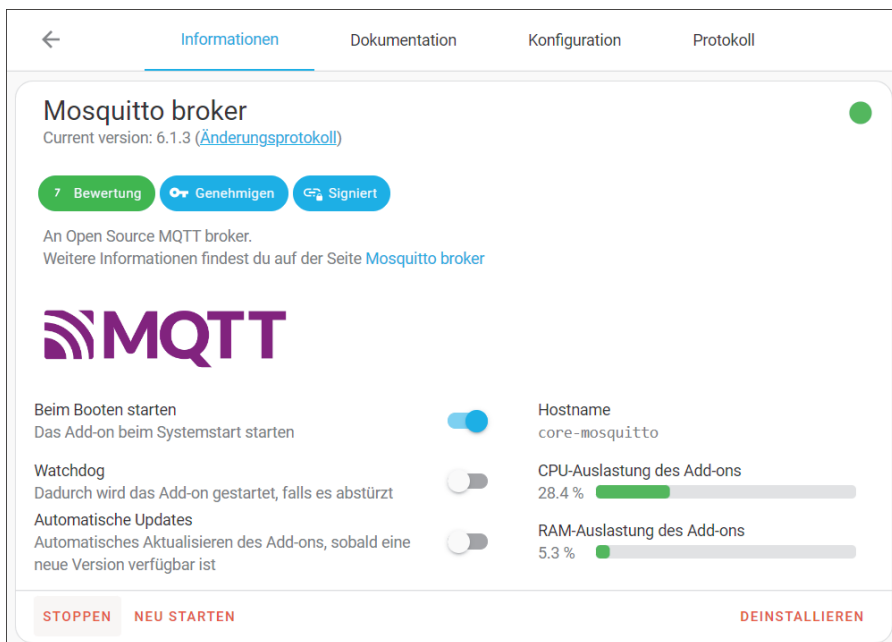 Informationen
Dokumentation
Konfiguration
Protokoll
Mosquitto broker
Current version: 6.1.3 (Änderungsprotokoll)
7 Bewertung
Genehmigen
Signiert
An Open Source MQTT broker.
Weitere Informationen findest du auf der Seite Mosquitto broker
MQTT
Beim Booten starten
Das Add-on beim Systemstart starten
Hostname
core-mosquitto
Watchdog
Dadurch wird das Add-on gestartet, falls es abstürzt
CPU-Auslastung des Add-ons
28.4 %
Automatische Updates
Automatisches Aktualisieren des Add-ons, sobald eine
neue Version verfügbar ist
RAM-Auslastung des Add-ons
5.3 %
STOPPEN
NEU STARTEN
DEINSTALLIEREN